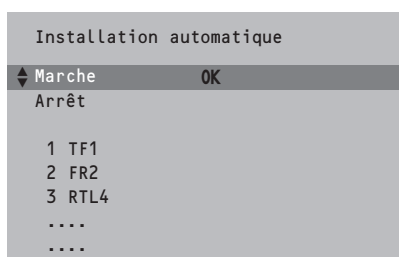 Installation automatique
Marche OK
Arrêt
1 TF1
2 FR2
3 RTL4
....
....